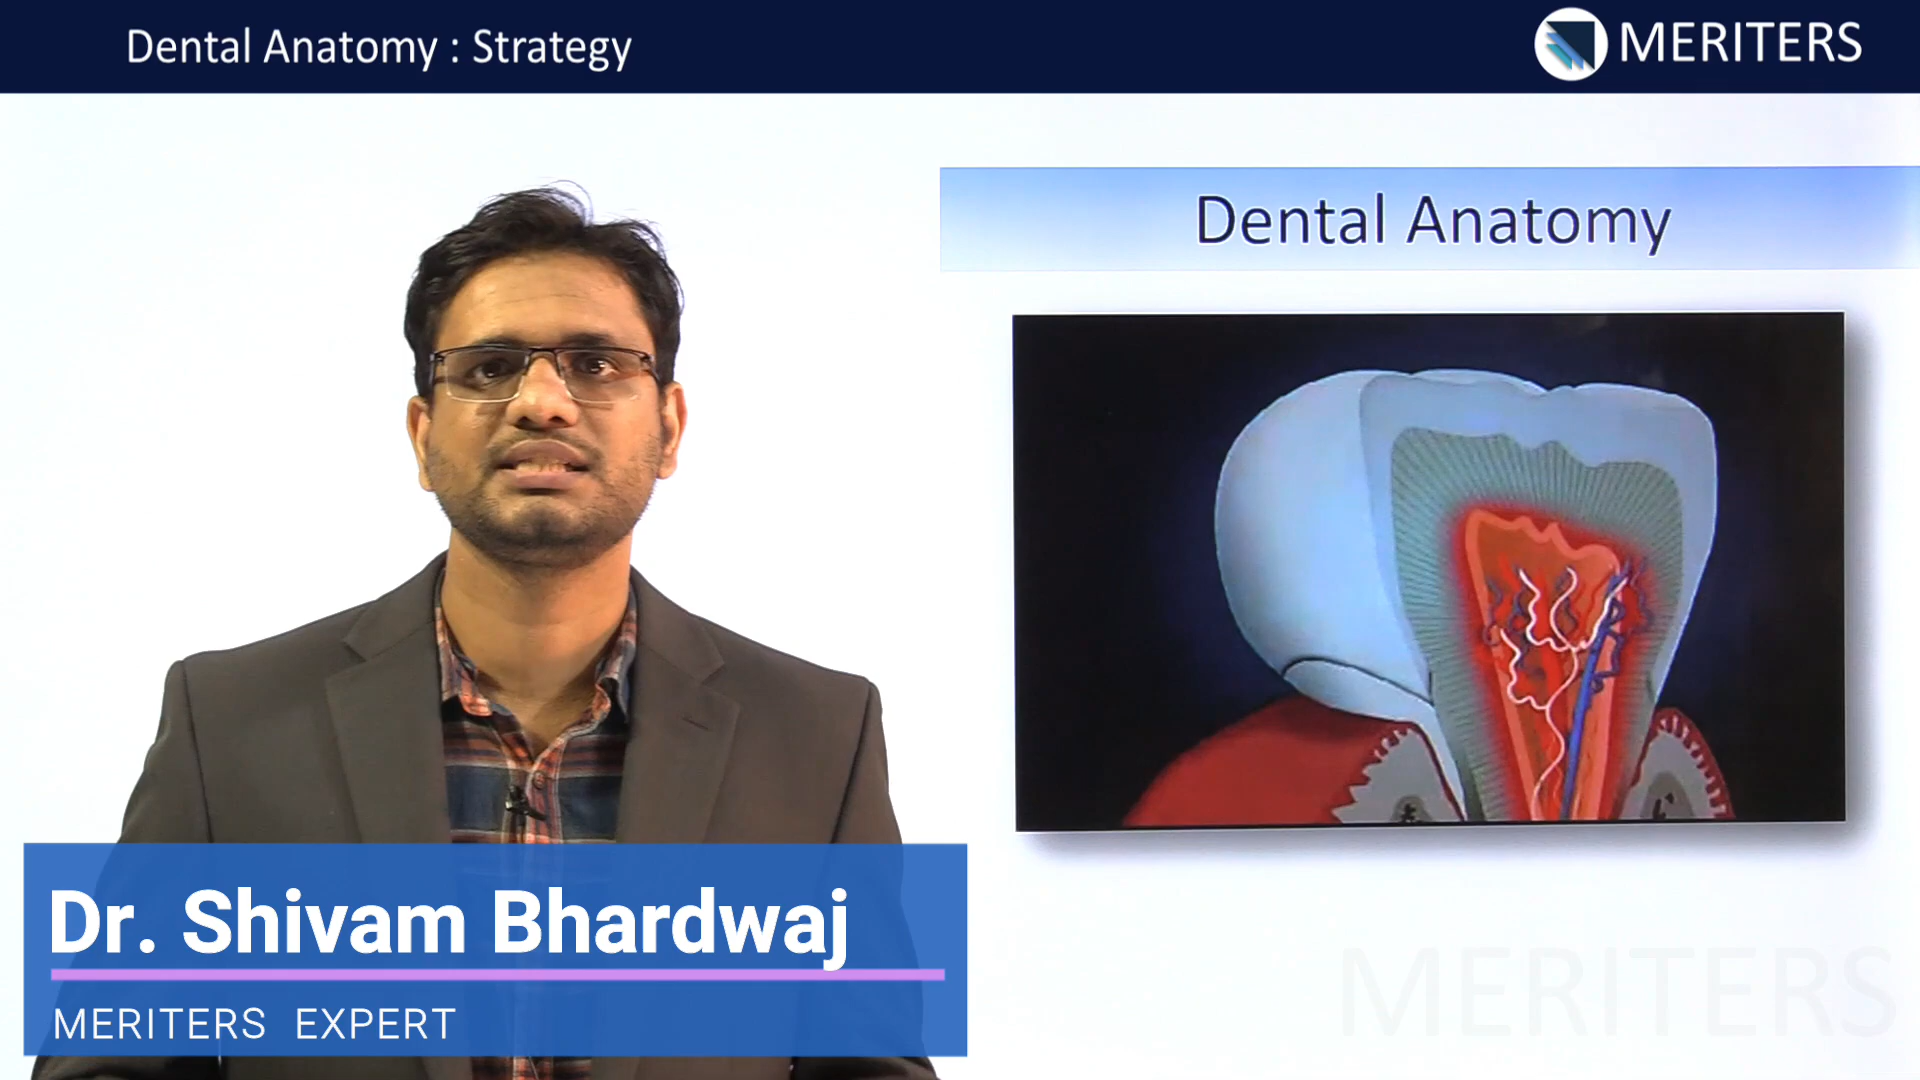 Dental Anatomy : Strategy
MERITERS
Dental Anatomy
Dr. Shivam Bhardwaj
MERITERS EXPERT
MERITERS